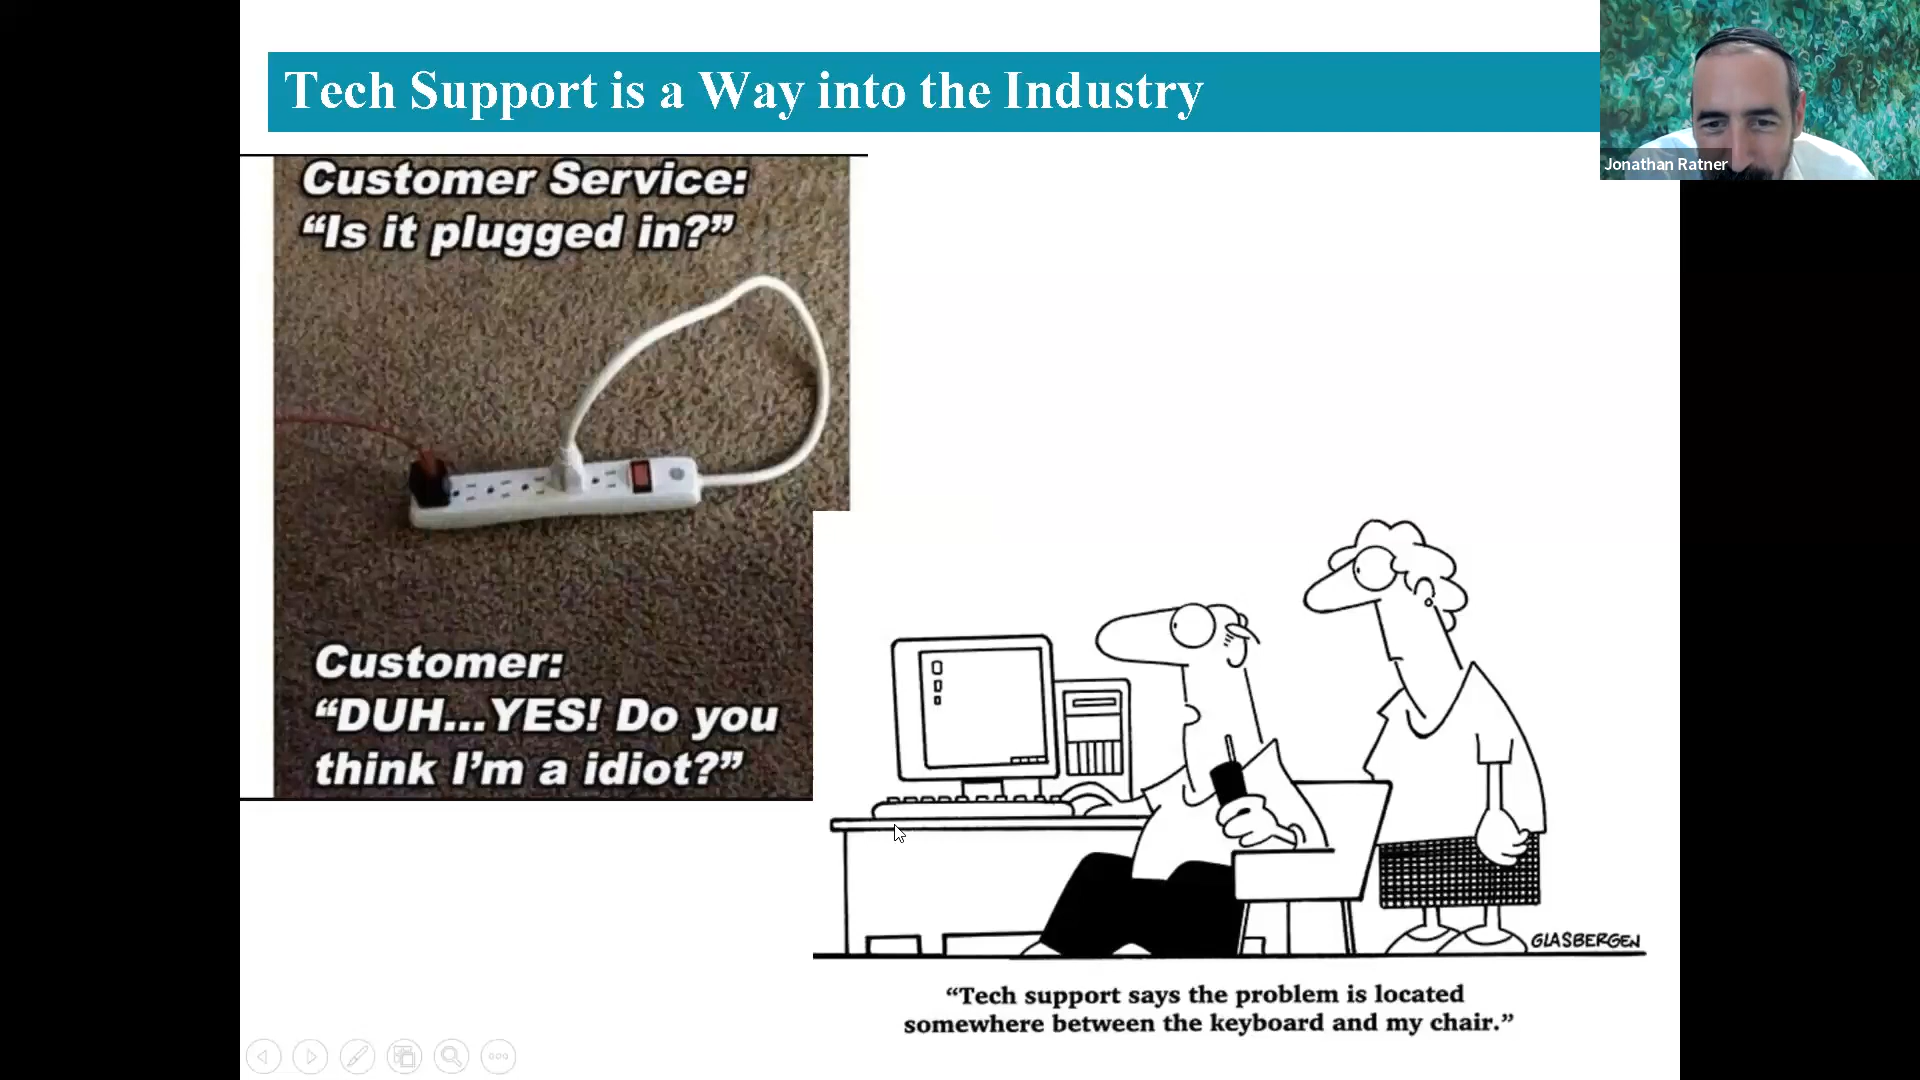 Tech Support is a Way into the Industry
Jonathan Ratner
Customer Service:
“Is it plugged in?”
Customer:
“DUH...YES! Do you
think I’m a idiot?”
GLASBERGEN
“Tech support says the problem is located
somewhere between the keyboard and my chair.”